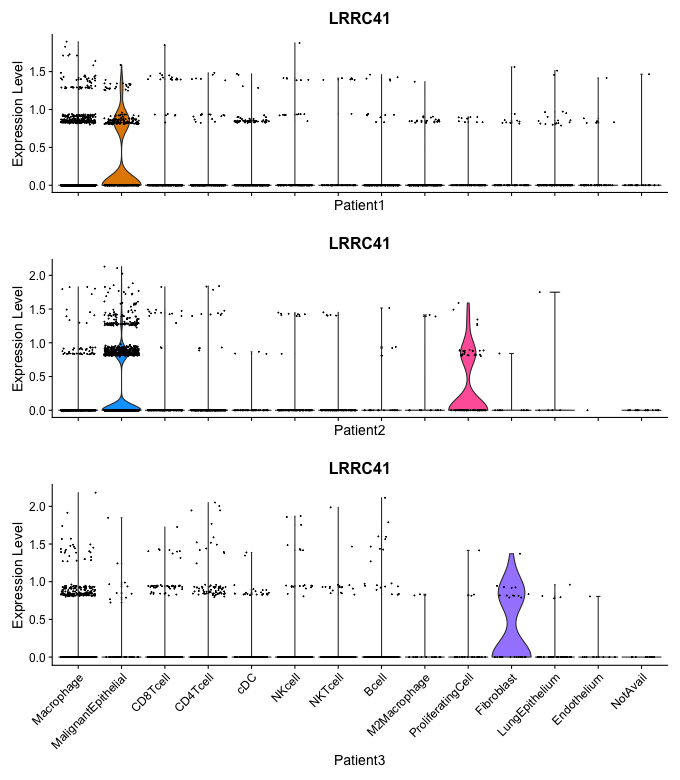 LRRC41
Expression Level
1.5
1.0
0.5
0.0
Patient1
LRRC41
Expression Level
2.0
1.5
1.0
0.5
0.0
Patient2
LRRC41
Expression Level
2.0
1.5
1.0
0.5
0.0
Macrophage
MalignantEpithelial
CD8Tcell
CD4Tcell
cDC
NKcell
NKTcell
Bcell
M2Macrophage
ProliferatingCell
Fibroblast
LungEpithelium
Endothelium
NotAvail
Patient3